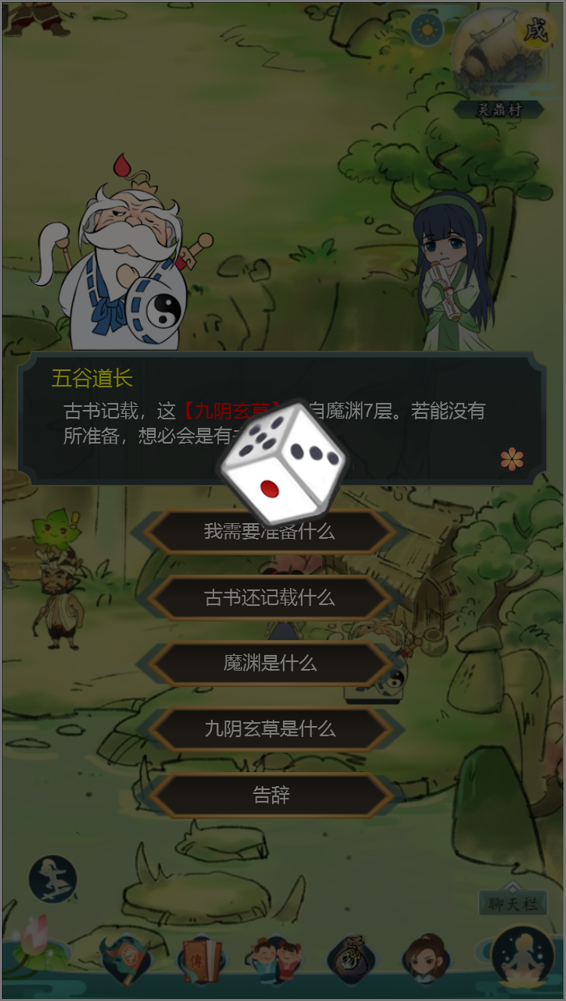 戌
吴鼎村
五谷道长
古书记载，这【九阴玄草】 自魔渊7层。若能没有
所准备，想必会是有
我需要准备什么
古书还记载什么
魔渊是什么
九阴玄草是什么
告辞
聊天栏